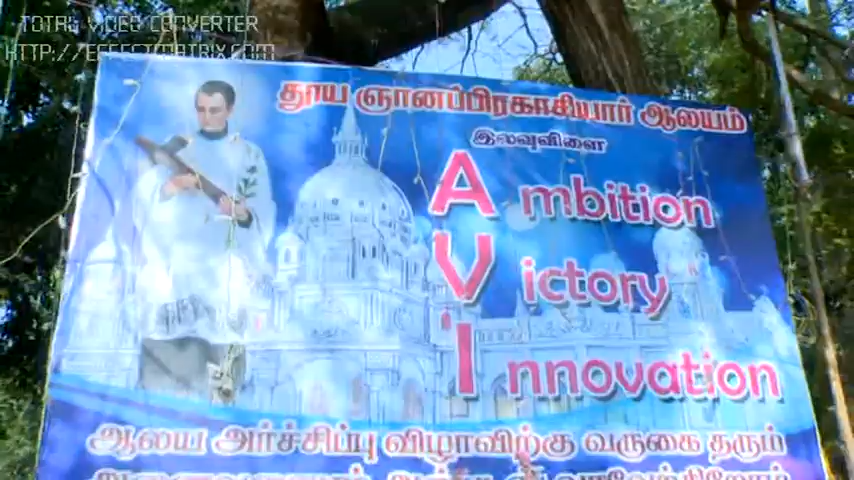 TOTAL VIDEO CONVERTER
HTTP://EFFECTMATRIX.COM
தூய ஞானப்பிரகாசியார் ஆலயம்
இலவுவிளை
Ambition
Victory
Innovation
ஆலய அர்ச்சிப்பு விழாவிற்கு வருகை தரும்